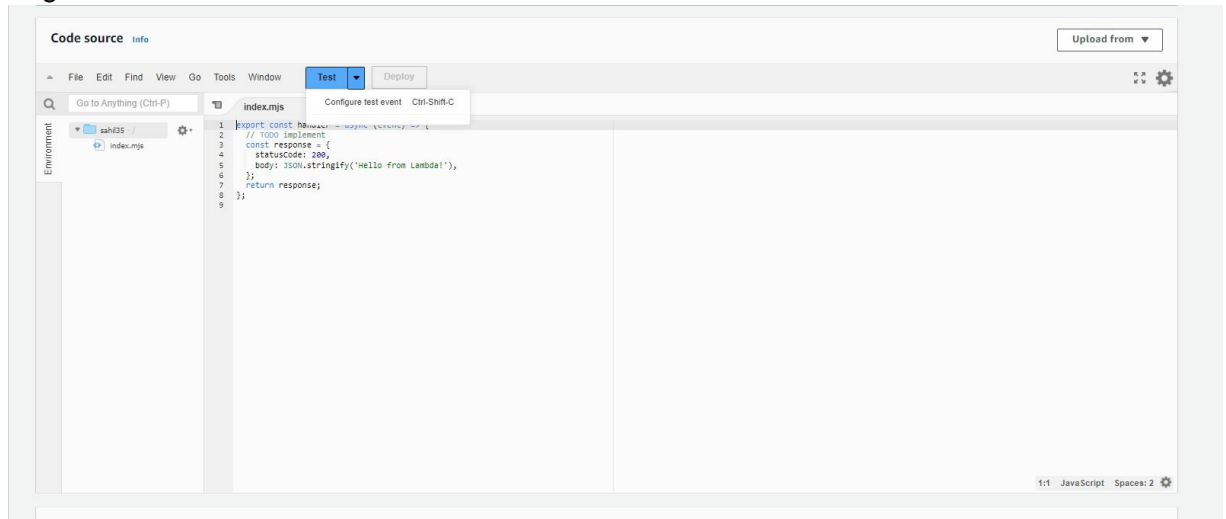 Code source Info
Upload from
File Edit Find View Go Tools Window Test Deploy
Go to Anything (Ctrl-P)
index.mjs
Configure test event Ctrl-Shift-C
Environment
sahil35 - /
index.mjs
1 export const handler = async (event) => {
2 // TODO implement
3 const response = {
4 statusCode: 200,
5 body: JSON.stringify('Hello from Lambda!'),
6 };
7 return response;
8 };
9
1:1 JavaScript Spaces: 2